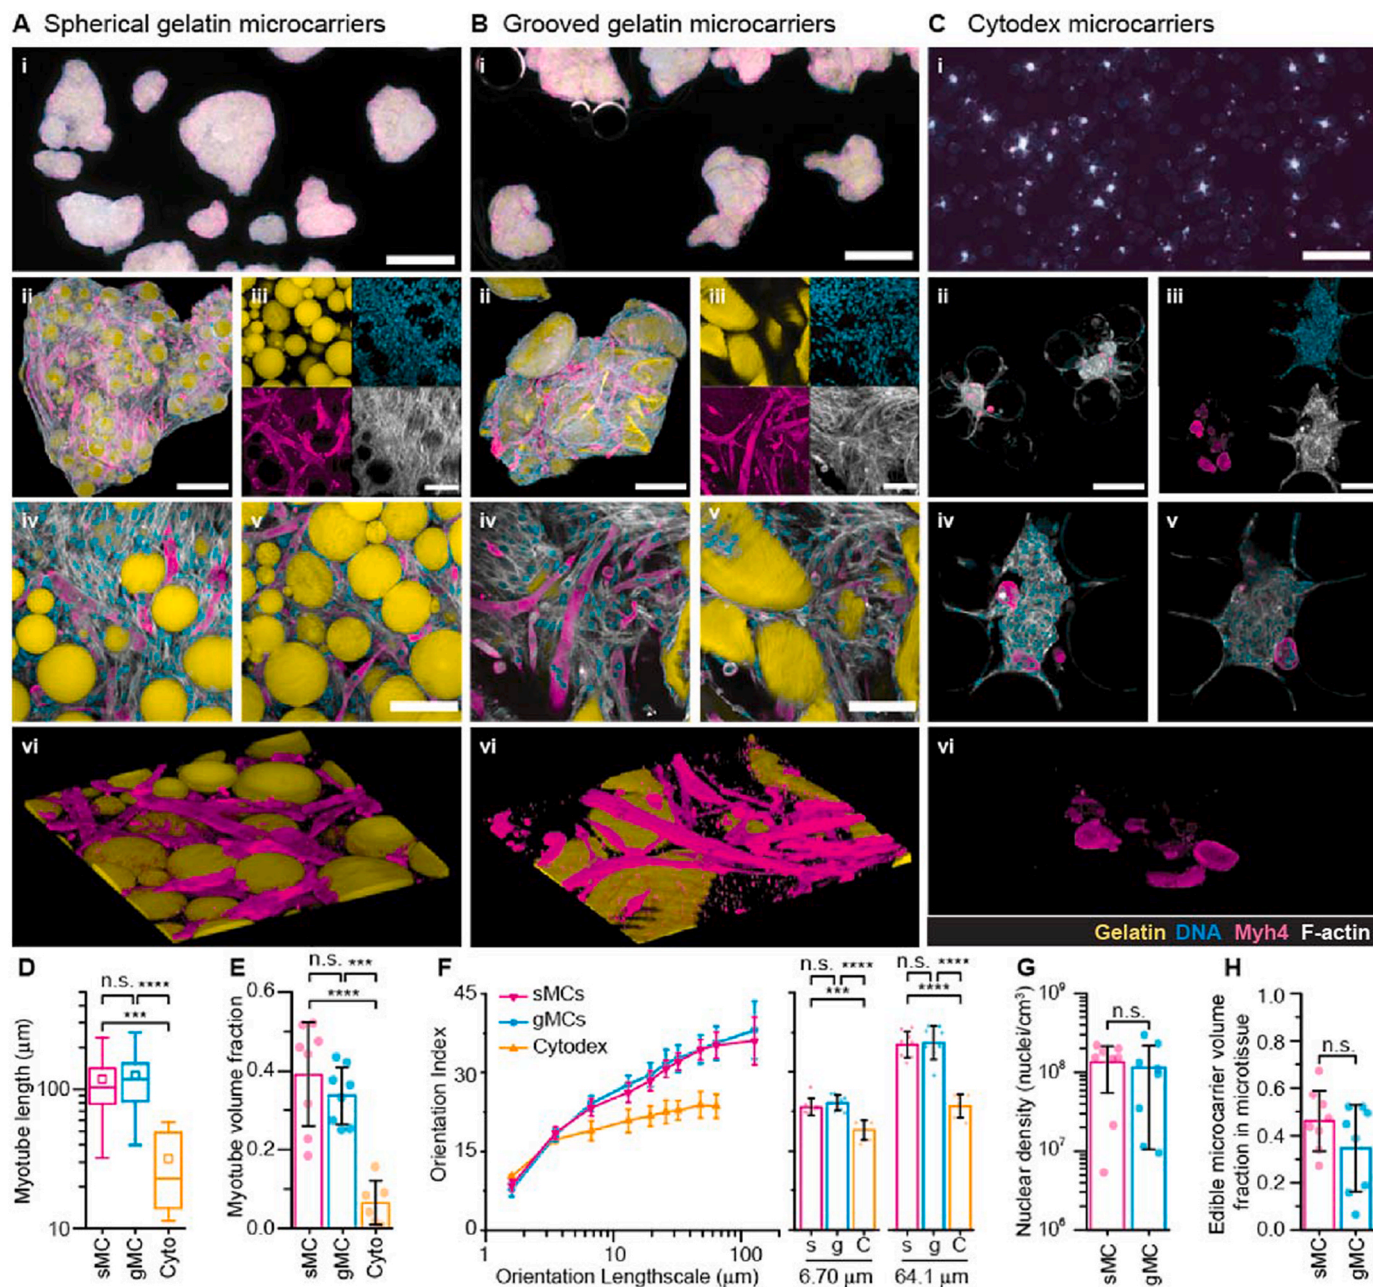 A Spherical gelatin microcarriers
B Grooved gelatin microcarriers
C Cytodex microcarriers
i
i
i
ii
iii
ii
iii
ii
iii
iv
v
iv
v
iv
v
vi
vi
vi
Gelatin DNA Myh4 F-actin
D
n.s. ****
***
Myotube length (μm)
100
10
sMC
gMC
Cyto
E
n.s. ***
****
Myotube volume fraction
0.6
0.4
0.2
0.0
sMC
gMC
Cyto
F
Orientation Index
45
30
15
0
sMCs
gMCs
Cytodex
1 10 100
Orientation Lengthscale (μm)
n.s. ****
***
s g C
6.70 μm
n.s. ****
****
s g C
64.1 μm
G
Nuclear density (nuclei/cm³)
10⁹
10⁸
10⁷
10⁶
n.s.
sMC
gMC
H
Edible microcarrier volume
fraction in microtissue
1.0
0.8
0.6
0.4
0.2
0.0
n.s.
sMC
gMC